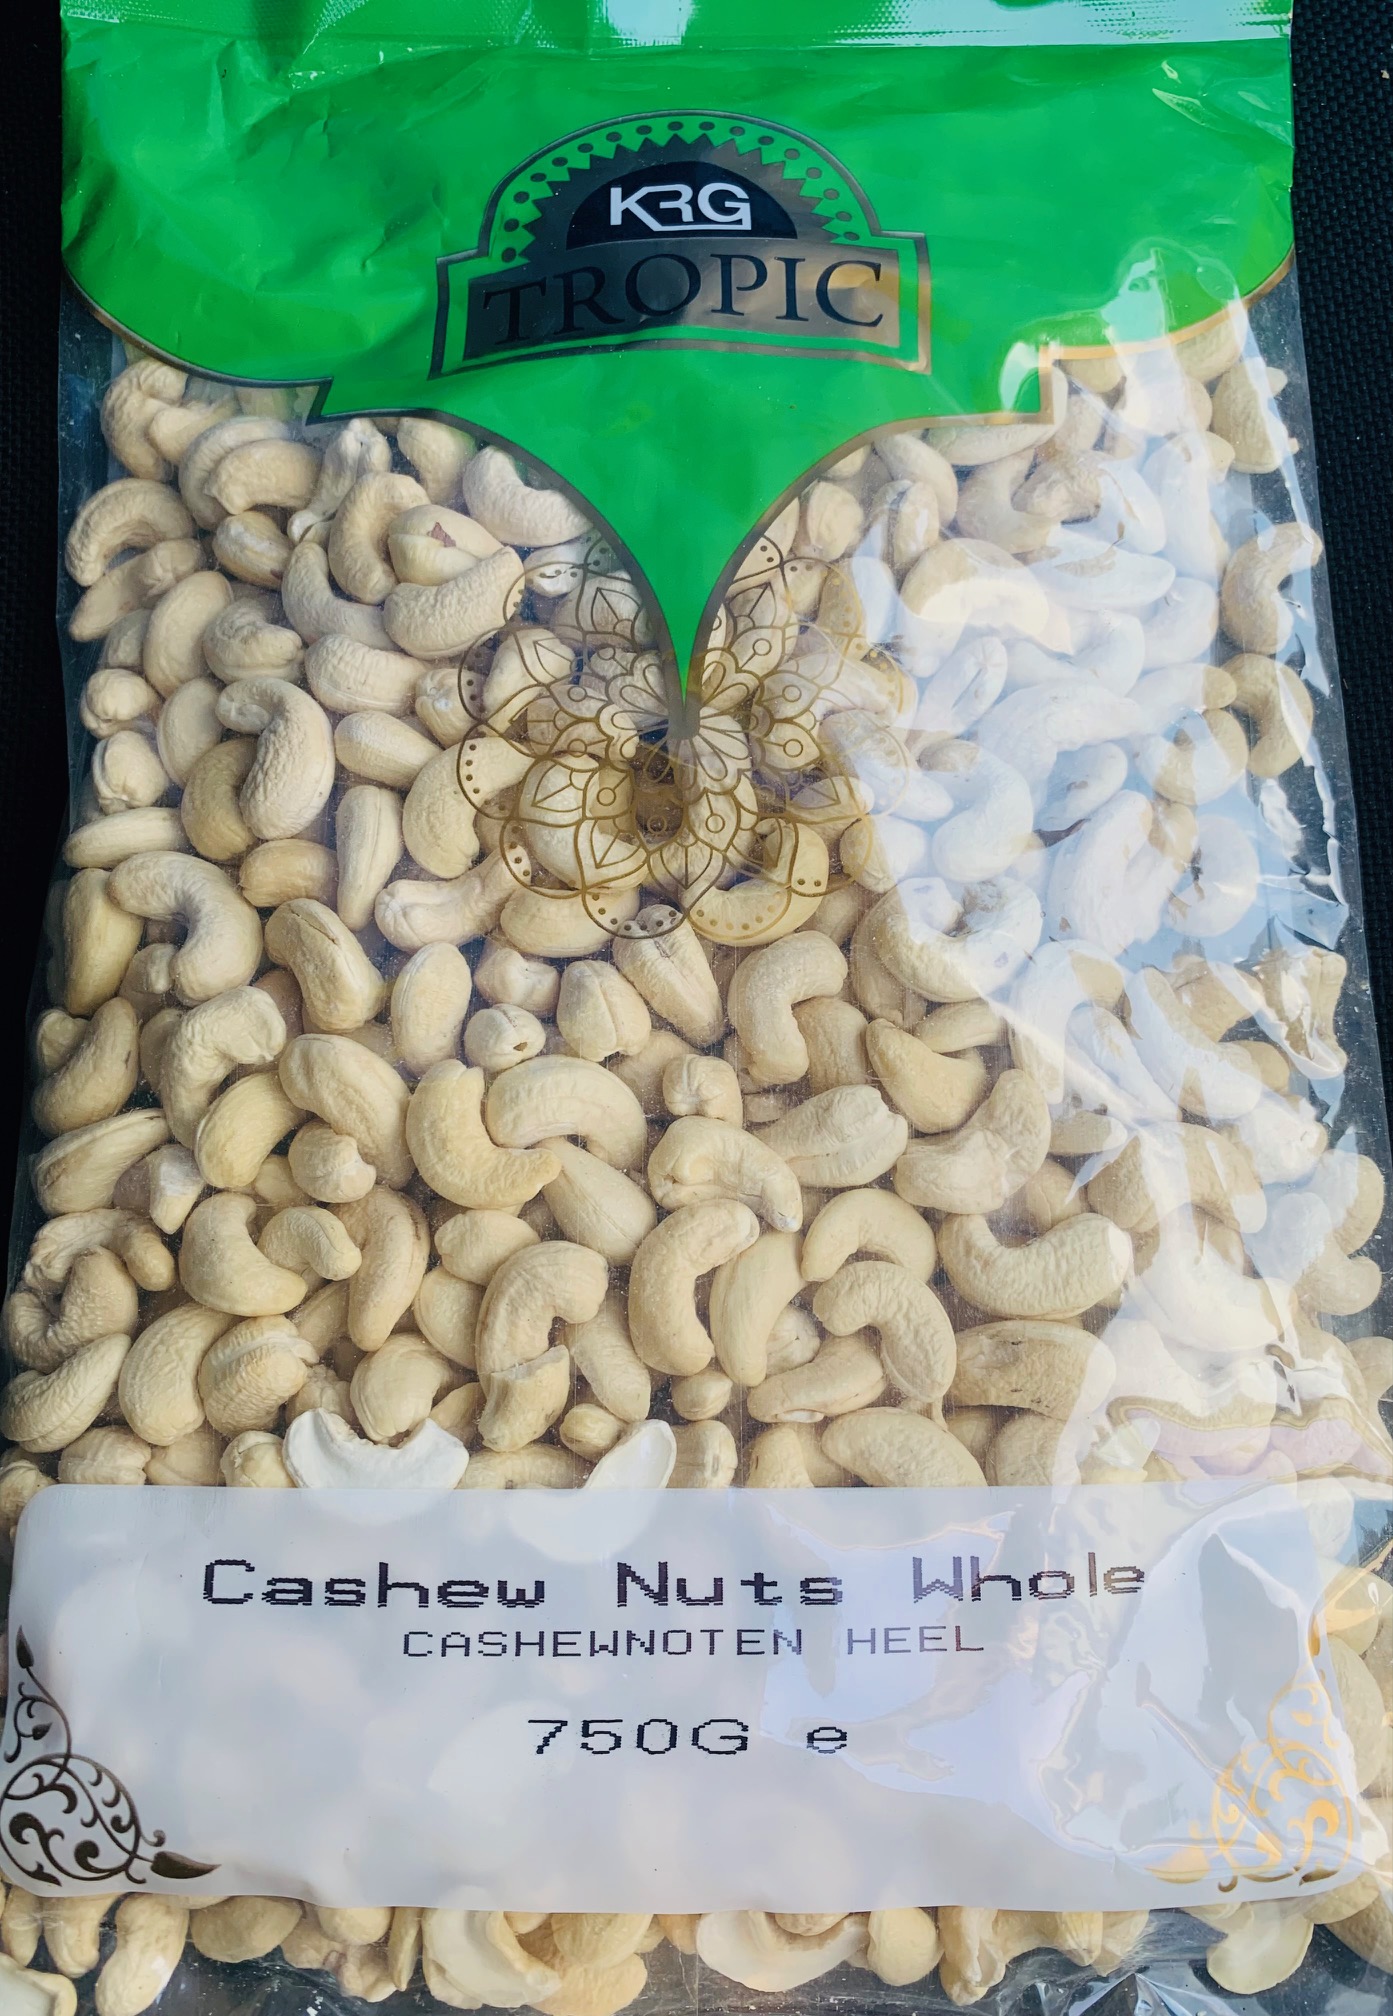 KRG
TROPIC
Cashew Nuts Whole
CASHEWNOTEN HEEL
750G e